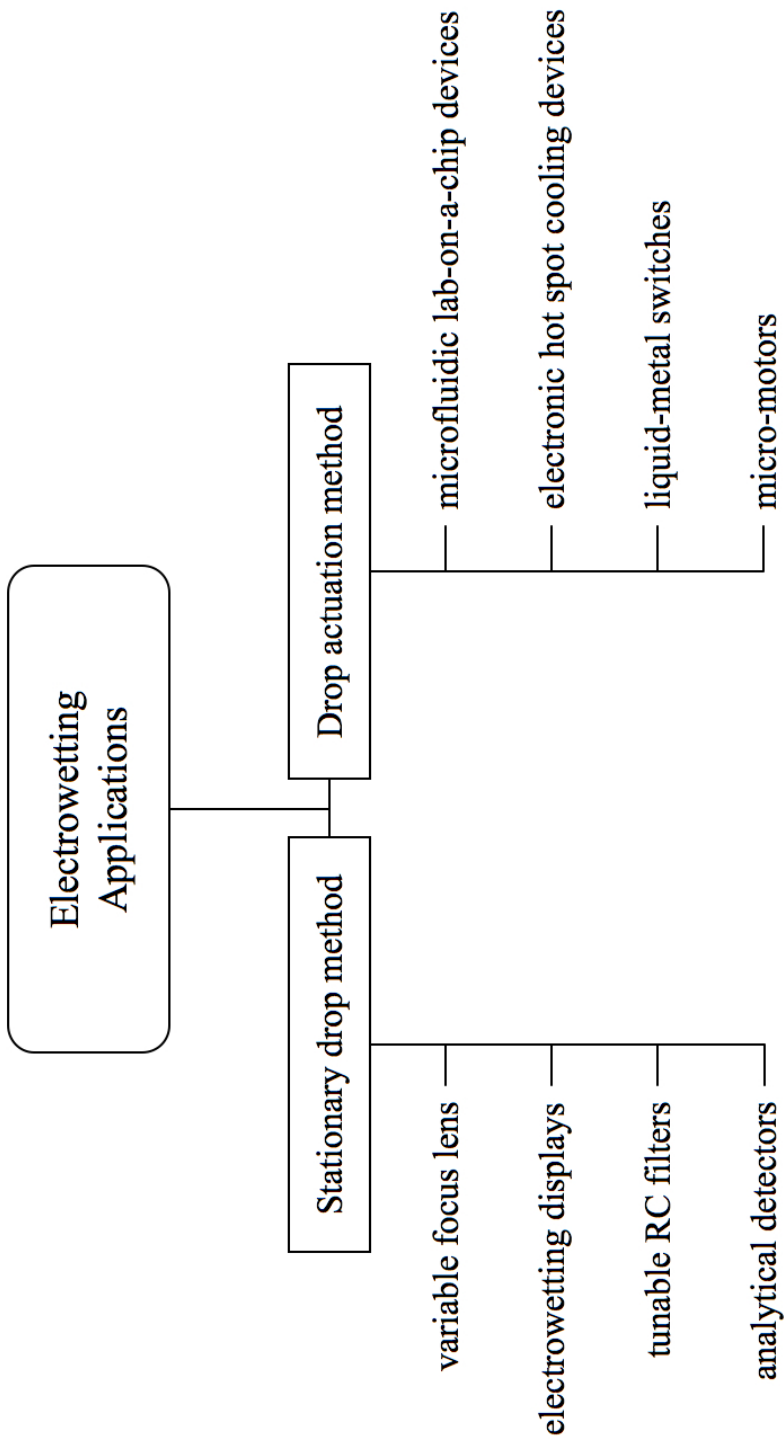 Electrowetting
Applications
Stationary drop method
Drop actuation method
variable focus lens
electrowetting displays
tunable RC filters
analytical detectors
microfluidic lab-on-a-chip devices
electronic hot spot cooling devices
liquid-metal switches
micro-motors